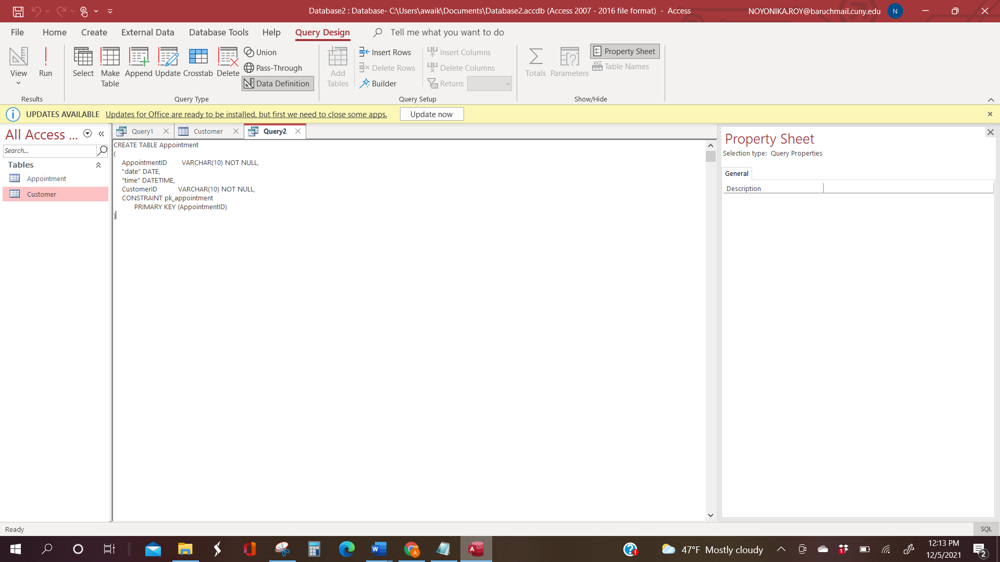 Database2 : Database- C:\Users\awaik\Documents\Database2.accdb (Access 2007 - 2016 file format) - Access
NOYONIKA.ROY@baruchmail.cuny.edu
N
File Home Create External Data Database Tools Help Query Design Tell me what you want to do
View
Run
Results
Select
Make
Table
Append
Update
Crosstab
Delete
Union
Pass-Through
Data Definition
Query Type
Add
Tables
Insert Rows
Delete Rows
Builder
Insert Columns
Delete Columns
Return:
Query Setup
Totals
Parameters
Property Sheet
XYZ Table Names
Show/Hide
UPDATES AVAILABLE Updates for Office are ready to be installed, but first we need to close some apps. Update now
All Access ...
Search...
Tables
Appointment
Customer
Query1
Customer
Query2
CREATE TABLE Appointment
(
AppointmentID VARCHAR(10) NOT NULL,
"date" DATE,
"time" DATETIME,
CustomerID VARCHAR(10) NOT NULL,
CONSTRAINT pk_appointment
PRIMARY KEY (AppointmentID)
)
Property Sheet
Selection type: Query Properties
General
Description
Ready
SQL
47°F Mostly cloudy
1
12:13 PM
12/5/2021
2